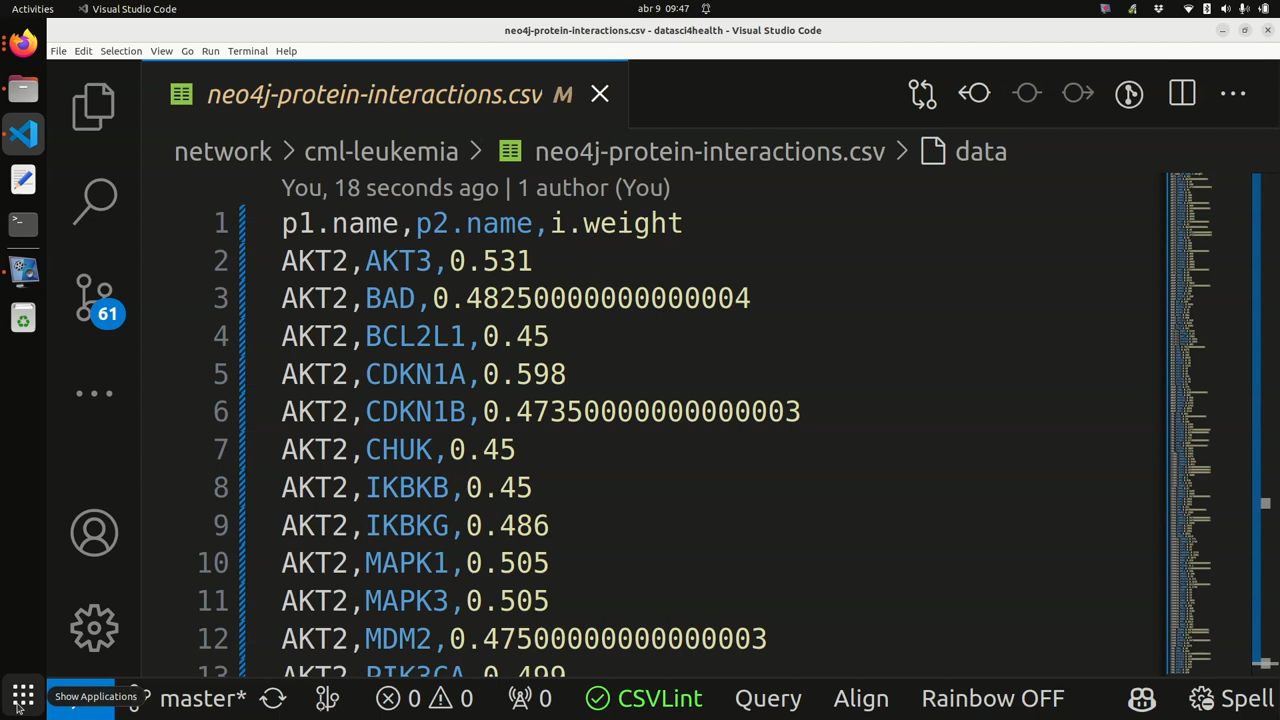 Activities
Visual Studio Code
abr 9 09:47
neo4j-protein-interactions.csv - datasci4health - Visual Studio Code
File Edit Selection View Go Run Terminal Help
neo4j-protein-interactions.csv M
network > cml-leukemia > neo4j-protein-interactions.csv > data
You, 18 seconds ago | 1 author (You)
1 p1.name,p2.name,i.weight
2 AKT2,AKT3,0.531
3 AKT2,BAD,0.48250000000000004
4 AKT2,BCL2L1,0.45
5 AKT2,CDKN1A,0.598
6 AKT2,CDKN1B,0.47350000000000003
7 AKT2,CHUK,0.45
8 AKT2,IKBKB,0.45
9 AKT2,IKBKG,0.486
10 AKT2,MAPK1,0.505
11 AKT2,MAPK3,0.505
12 AKT2,MDM2,0.47500000000000003
13 AKT2,PIK3CA,0.499
61
Show Applications
master* 0 0 0 CSVLint Query Align Rainbow OFF Spell